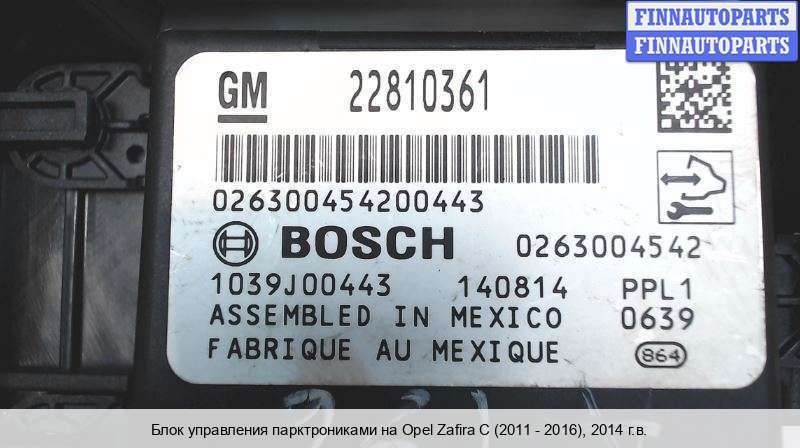 FINNAUTOPARTS
FINNAUTOPARTS
GM 22810361
026300454200443
BOSCH 0263004542
1039J00443 140814 PPL1
ASSEMBLED IN MEXICO 0639
FABRIQUE AU MEXIQUE 864
Блок управления парктрониками на Opel Zafira C (2011 - 2016), 2014 г.в.